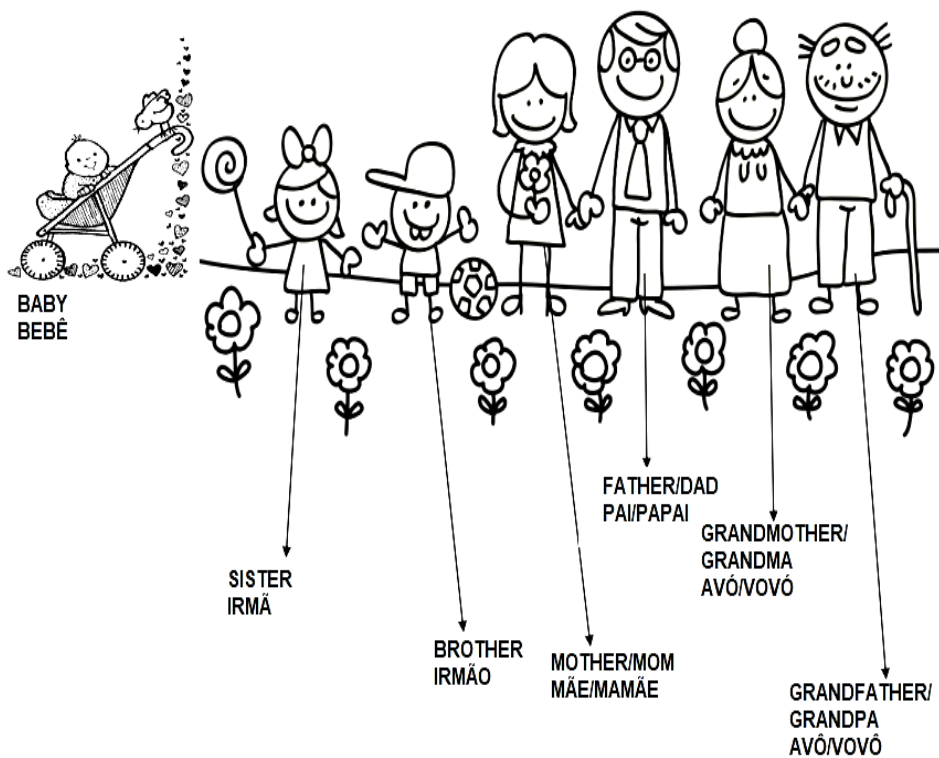 BABY
BEBÊ
SISTER
IRMÃ
BROTHER
IRMÃO
MOTHER/MOM
MÃE/MAMÃE
FATHER/DAD
PAI/PAPAI
GRANDMOTHER/
GRANDMA
AVÓ/VOVÓ
GRANDFATHER/
GRANDPA
AVÔ/VOVÔ